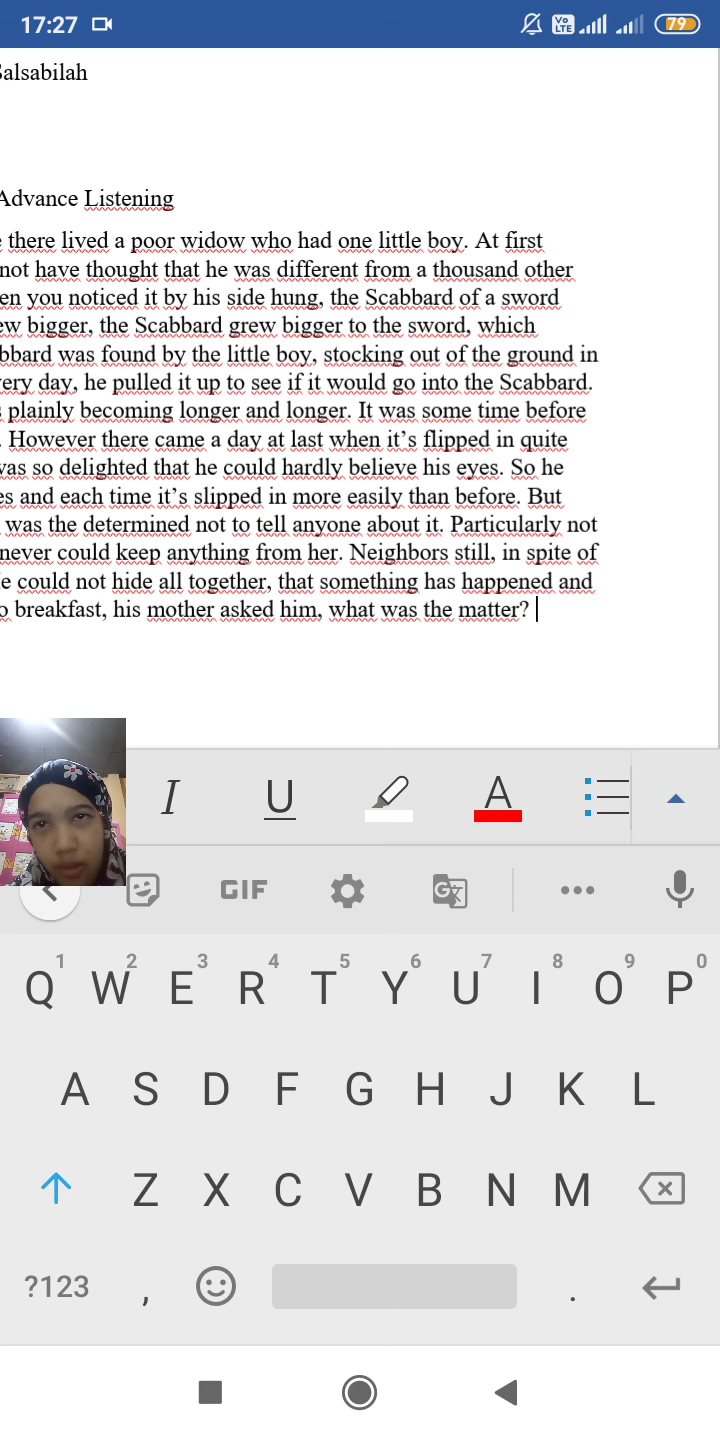 17:27 Vo LTE 79
Salsabilah
Advance Listening
there lived a poor widow who had one little boy. At first
not have thought that he was different from a thousand other
en you noticed it by his side hung, the Scabbard of a sword
ew bigger, the Scabbard grew bigger to the sword, which
bbard was found by the little boy, stocking out of the ground in
ery day, he pulled it up to see if it would go into the Scabbard.
plainly becoming longer and longer. It was some time before
. However there came a day at last when it’s flipped in quite
was so delighted that he could hardly believe his eyes. So he
es and each time it’s slipped in more easily than before. But
was the determined not to tell anyone about it. Particularly not
never could keep anything from her. Neighbors still, in spite of
e could not hide all together, that something has happened and
o breakfast, his mother asked him, what was the matter?
I U A
GIF G
1 2 3 4 5 6 7 8 9 0
Q W E R T Y U I O P
A S D F G H J K L
Z X C V B N M
?123 , .